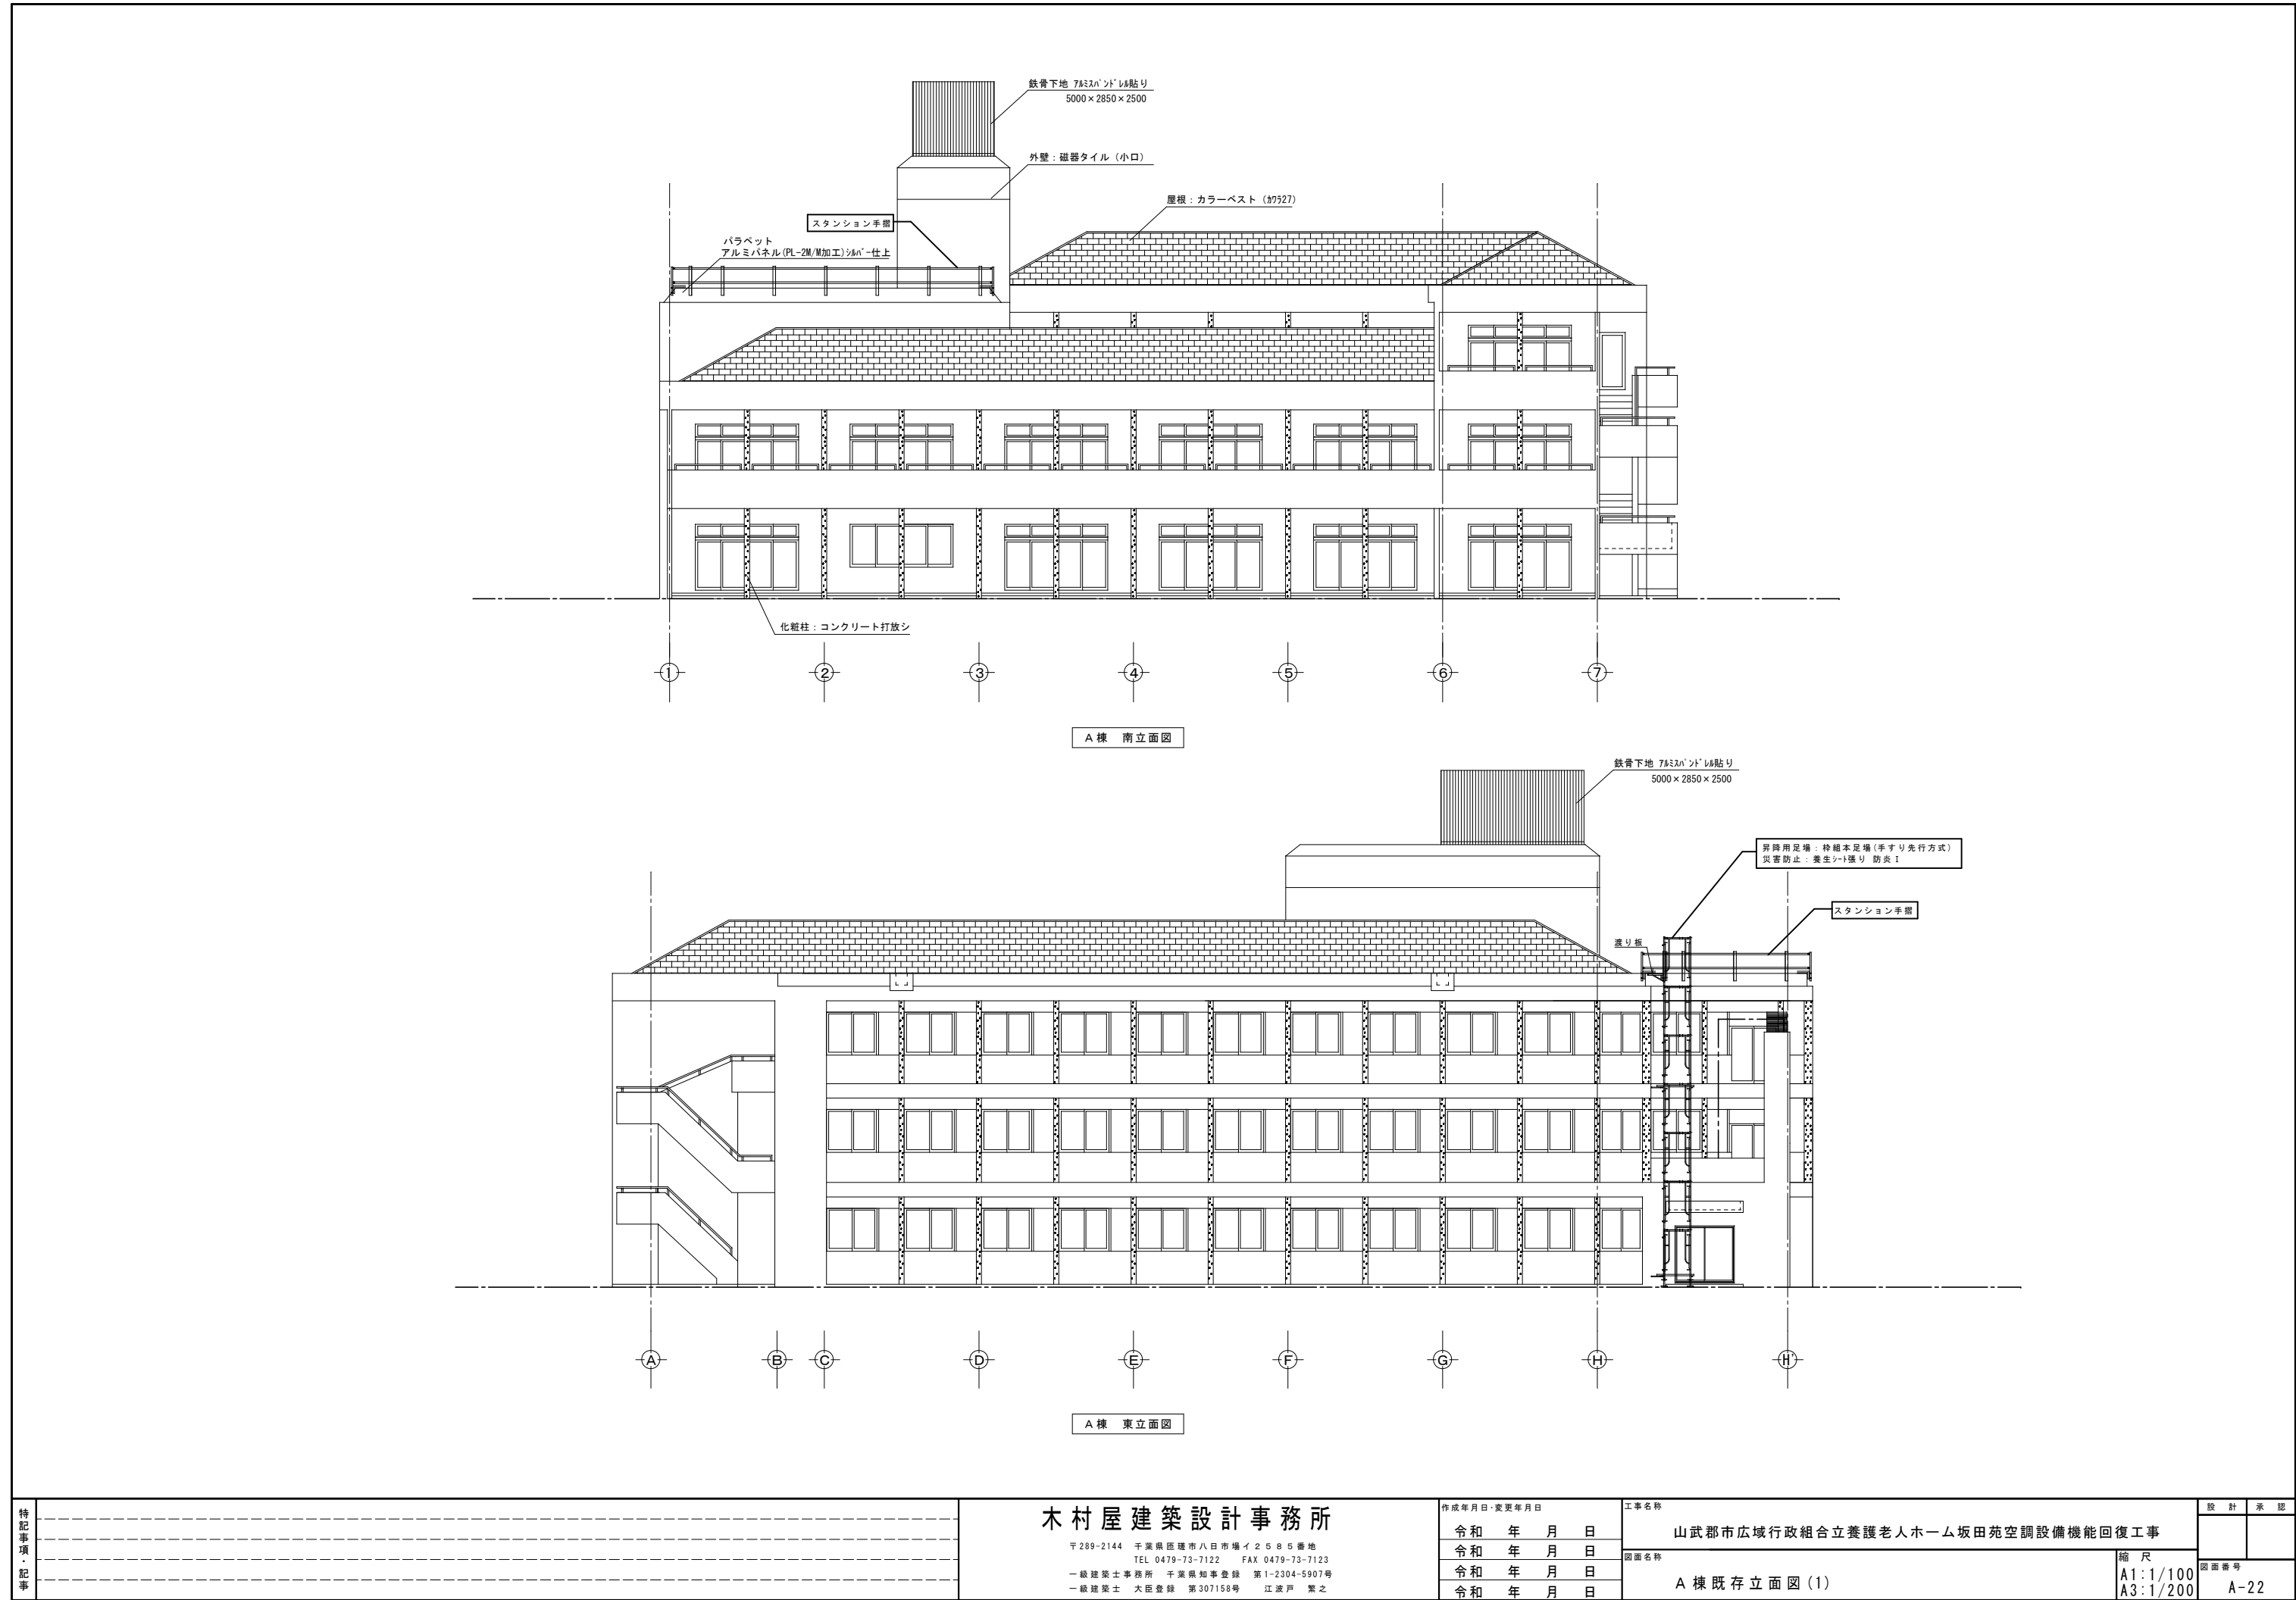 鉄骨下地 ｱﾙﾐｽﾊﾟﾝﾄﾞﾚﾙ貼り
5000×2850×2500
外壁：磁器タイル（小口）
屋根：カラーベスト（ｶﾜﾗ27）
スタンション手摺
パラペット
アルミパネル(PL-2M/M加工)ｼﾙﾊﾞｰ仕上
化粧柱：コンクリート打放シ
1 2 3 4 5 6 7
A棟　南立面図
鉄骨下地 ｱﾙﾐｽﾊﾟﾝﾄﾞﾚﾙ貼り
5000×2850×2500
昇降用足場：枠組本足場(手すり先行方式)
災害防止：養生ｼｰﾄ張り 防炎Ⅰ
スタンション手摺
渡り板
A B C D E F G H H'
A棟　東立面図
特記事項・記事
木村屋建築設計事務所
〒289-2144　千葉県匝瑳市八日市場イ２５８５番地
TEL 0479-73-7122　FAX 0479-73-7123
一級建築士事務所　千葉県知事登録　第1-2304-5907号
一級建築士　大臣登録　第307158号　江波戸　繁之
作成年月日・変更年月日
令和　年　月　日
令和　年　月　日
令和　年　月　日
令和　年　月　日
工事名称
山武郡市広域行政組合立養護老人ホーム坂田苑空調設備機能回復工事
図面名称
A棟既存立面図(1)
縮　尺
A1:1/100
A3:1/200
設　計　承　認
図面番号
A-22